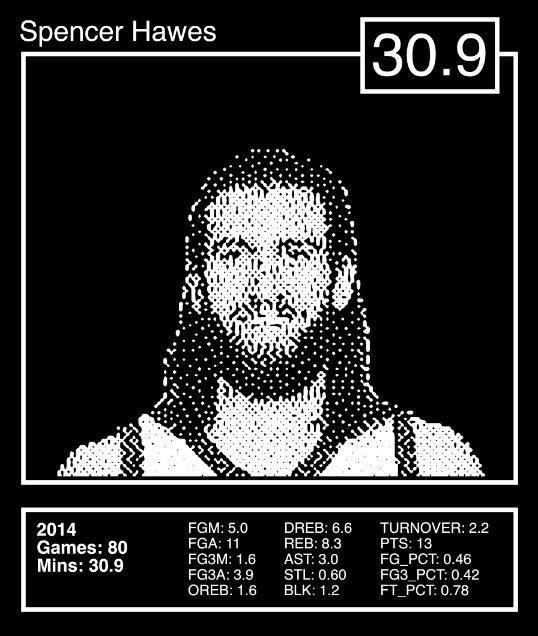 Spencer Hawes
30.9
2014
Games: 80
Mins: 30.9
FGM: 5.0
FGA: 11
FG3M: 1.6
FG3A: 3.9
OREB: 1.6
DREB: 6.6
REB: 8.3
AST: 3.0
STL: 0.60
BLK: 1.2
TURNOVER: 2.2
PTS: 13
FG_PCT: 0.46
FG3_PCT: 0.42
FT_PCT: 0.78